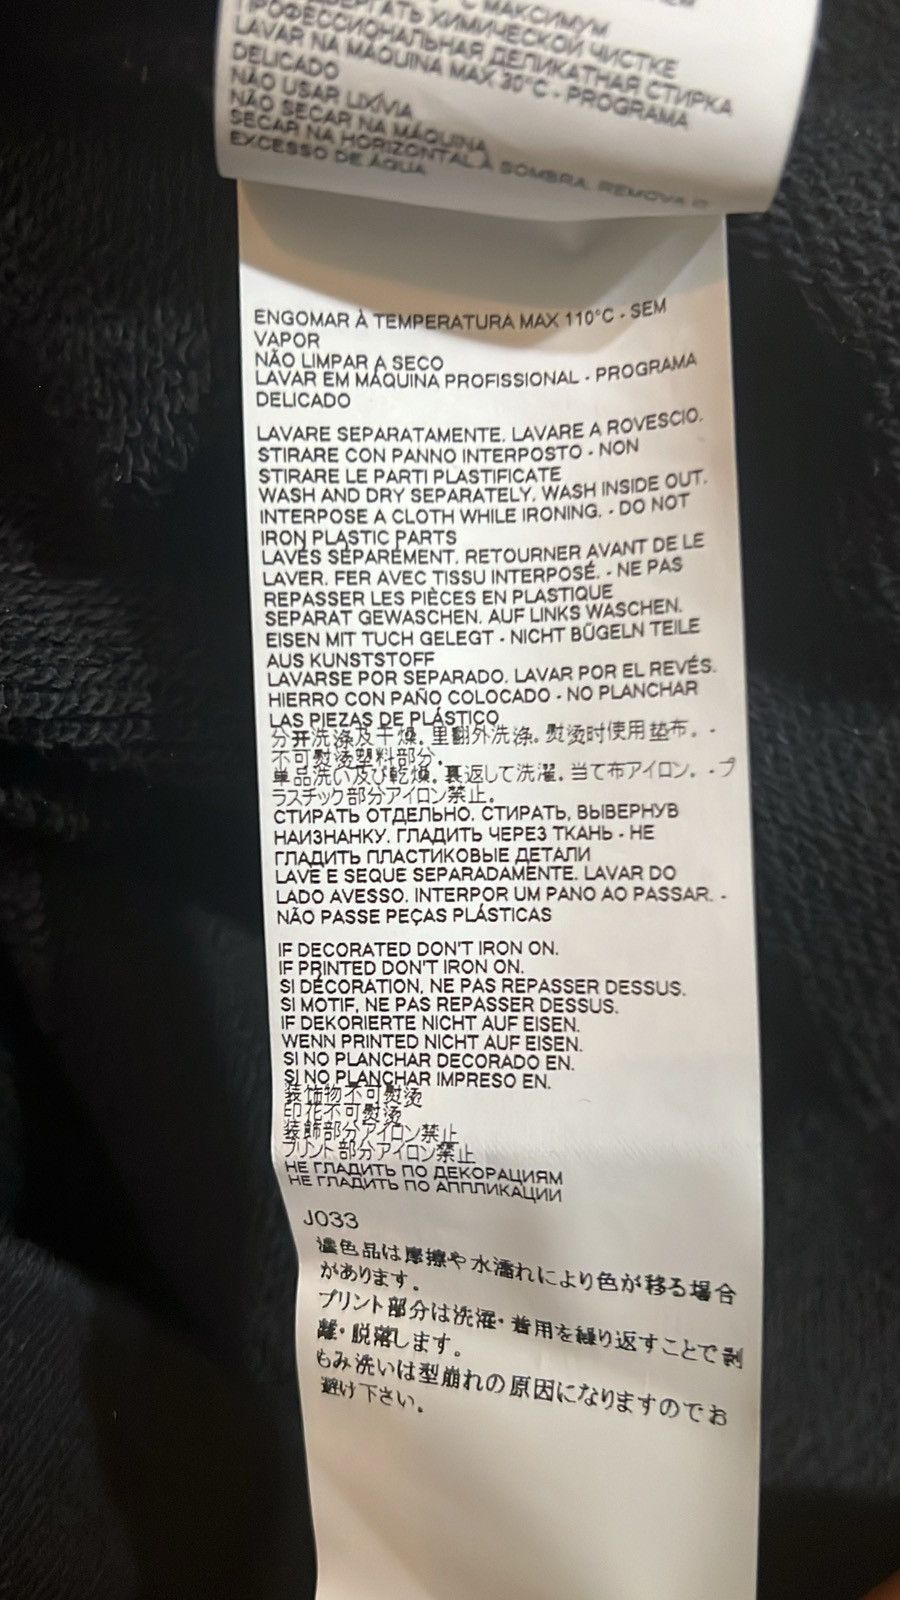 С МАКСИМУМ
ХИМИЧЕСКОЙ ЧИСТКЕ
ПРОФЕССИОНАЛЬНАЯ ДЕЛИКАТНАЯ СТИРКА
LAVAR NA MÁQUINA MAX 30°C - PROGRAMA
DELICADO
NÃO USAR LIXÍVIA
NÃO SECAR NA MÁQUINA
SECAR NA HORIZONTAL À SOMBRA. REMOVA O
EXCESSO DE ÁGUA
ENGOMAR À TEMPERATURA MAX 110°C - SEM
VAPOR
NÃO LIMPAR A SECO
LAVAR EM MÁQUINA PROFISSIONAL - PROGRAMA
DELICADO
LAVARE SEPARATAMENTE. LAVARE A ROVESCIO.
STIRARE CON PANNO INTERPOSTO - NON
STIRARE LE PARTI PLASTIFICATE
WASH AND DRY SEPARATELY. WASH INSIDE OUT.
INTERPOSE A CLOTH WHILE IRONING. - DO NOT
IRON PLASTIC PARTS
LAVÉS SÉPARÉMENT. RETOURNER AVANT DE LE
LAVER. FER AVEC TISSU INTERPOSÉ. - NE PAS
REPASSER LES PIÈCES EN PLASTIQUE
SEPARAT GEWASCHEN. AUF LINKS WASCHEN.
EISEN MIT TUCH GELEGT - NICHT BÜGELN TEILE
AUS KUNSTSTOFF
LAVARSE POR SEPARADO. LAVAR POR EL REVÉS.
HIERRO CON PAÑO COLOCADO - NO PLANCHAR
LAS PIEZAS DE PLÁSTICO
分开洗涤及干燥。里翻外洗涤。熨烫时使用垫布。-
不可熨烫塑料部分。
単品洗い及び乾燥。裏返して洗濯。当て布アイロン。-プ
ラスチック部分アイロン禁止。
СТИРАТЬ ОТДЕЛЬНО. СТИРАТЬ, ВЫВЕРНУВ
НАИЗНАНКУ. ГЛАДИТЬ ЧЕРЕЗ ТКАНЬ - НЕ
ГЛАДИТЬ ПЛАСТИКОВЫЕ ДЕТАЛИ
LAVE E SEQUE SEPARADAMENTE. LAVAR DO
LADO AVESSO. INTERPOR UM PANO AO PASSAR. -
NÃO PASSE PEÇAS PLÁSTICAS
IF DECORATED DON'T IRON ON.
IF PRINTED DON'T IRON ON.
SI DÉCORATION, NE PAS REPASSER DESSUS.
SI MOTIF, NE PAS REPASSER DESSUS.
IF DEKORIERTE NICHT AUF EISEN.
WENN PRINTED NICHT AUF EISEN.
SI NO PLANCHAR DECORADO EN.
SI NO PLANCHAR IMPRESO EN.
装饰物不可熨烫
印花不可熨烫
装飾部分アイロン禁止
プリント部分アイロン禁止
НЕ ГЛАДИТЬ ПО ДЕКОРАЦИЯМ
НЕ ГЛАДИТЬ ПО АППЛИКАЦИИ
J033
濃色品は摩擦や水濡れにより色が移る場合
があります。
プリント部分は洗濯・着用を繰り返すことで剥
離・脱落します。
もみ洗いは型崩れの原因になりますのでお
避け下さい。